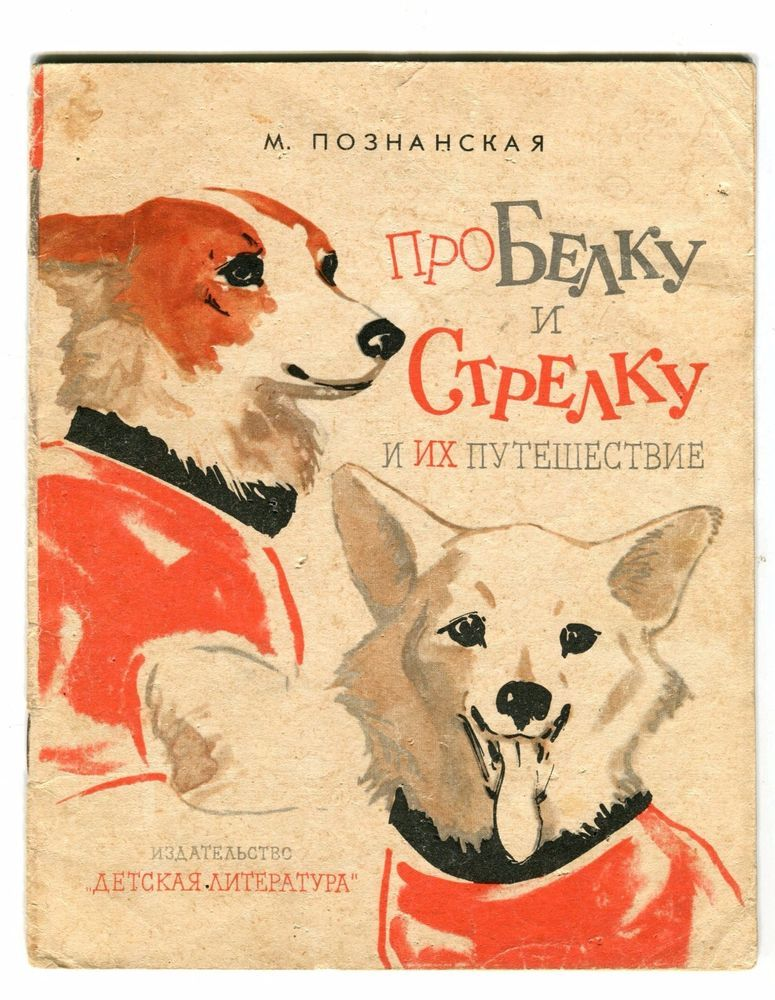 М. ПОЗНАНСКАЯ
ПРО БЕЛКУ
И
СТРЕЛКУ
И ИХ ПУТЕШЕСТВИЕ
ИЗДАТЕЛЬСТВО
„ДЕТСКАЯ ЛИТЕРАТУРА"